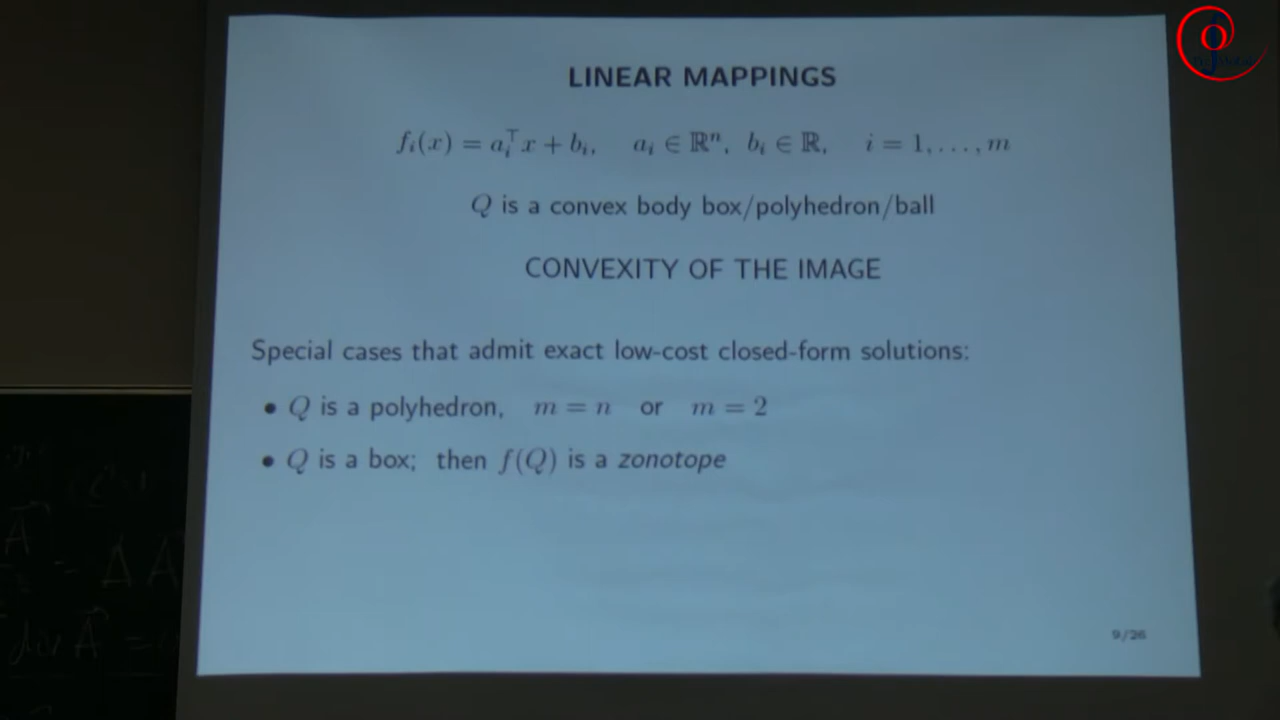 LINEAR MAPPINGS
fᵢ(x) = aᵢ⊤x + bᵢ, aᵢ ∈ ℝⁿ, bᵢ ∈ ℝ, i = 1, . . . , m
Q is a convex body box/polyhedron/ball
CONVEXITY OF THE IMAGE
Special cases that admit exact low-cost closed-form solutions:
• Q is a polyhedron, m = n or m = 2
• Q is a box; then f(Q) is a zonotope
9/26
A
- Δ A
div A =